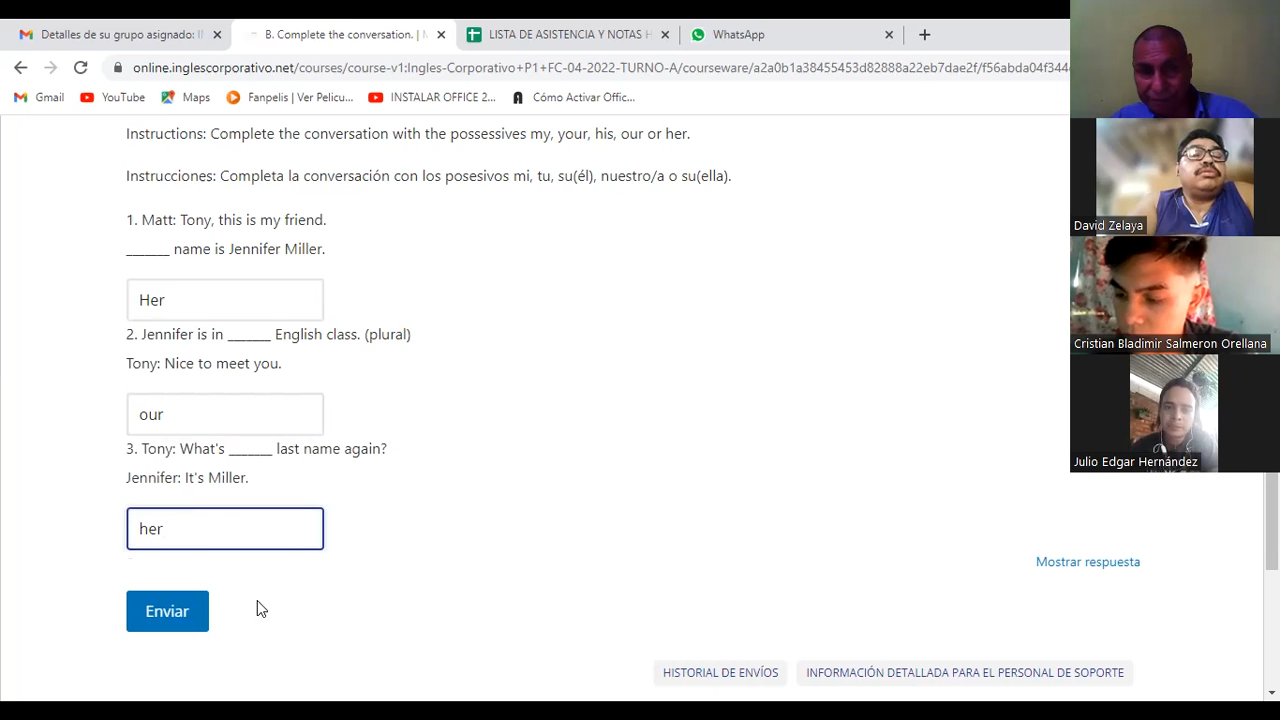 Detalles de su grupo asignado: I
B. Complete the conversation. | M
LISTA DE ASISTENCIA Y NOTAS H
WhatsApp
online.inglescorporativo.net/courses/course-v1:Ingles-Corporativo+P1+FC-04-2022-TURNO-A/courseware/a2a0b1a38455453d82888a22eb7dae2f/f56abda04f344
Gmail
YouTube
Maps
Fanpelis | Ver Pelicu...
INSTALAR OFFICE 2...
Cómo Activar Offic...
Instructions: Complete the conversation with the possessives my, your, his, our or her.
Instrucciones: Completa la conversación con los posesivos mi, tu, su(él), nuestro/a o su(ella).
1. Matt: Tony, this is my friend.
_______ name is Jennifer Miller.
Her
2. Jennifer is in _______ English class. (plural)
Tony: Nice to meet you.
our
3. Tony: What's _______ last name again?
Jennifer: It's Miller.
her
Mostrar respuesta
Enviar
HISTORIAL DE ENVÍOS
INFORMACIÓN DETALLADA PARA EL PERSONAL DE SOPORTE
David Zelaya
Cristian Bladimir Salmeron Orellana
Julio Edgar Hernández